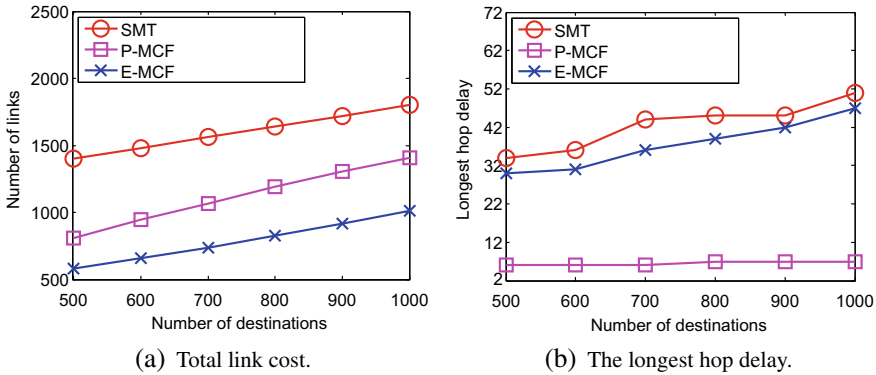 2500
2000
1500
1000
500
Number of links
SMT
P-MCF
E-MCF
500 600 700 800 900 1000
Number of destinations
(a) Total link cost.
72
62
52
42
32
22
12
2
Longest hop delay
SMT
P-MCF
E-MCF
500 600 700 800 900 1000
Number of destinations
(b) The longest hop delay.